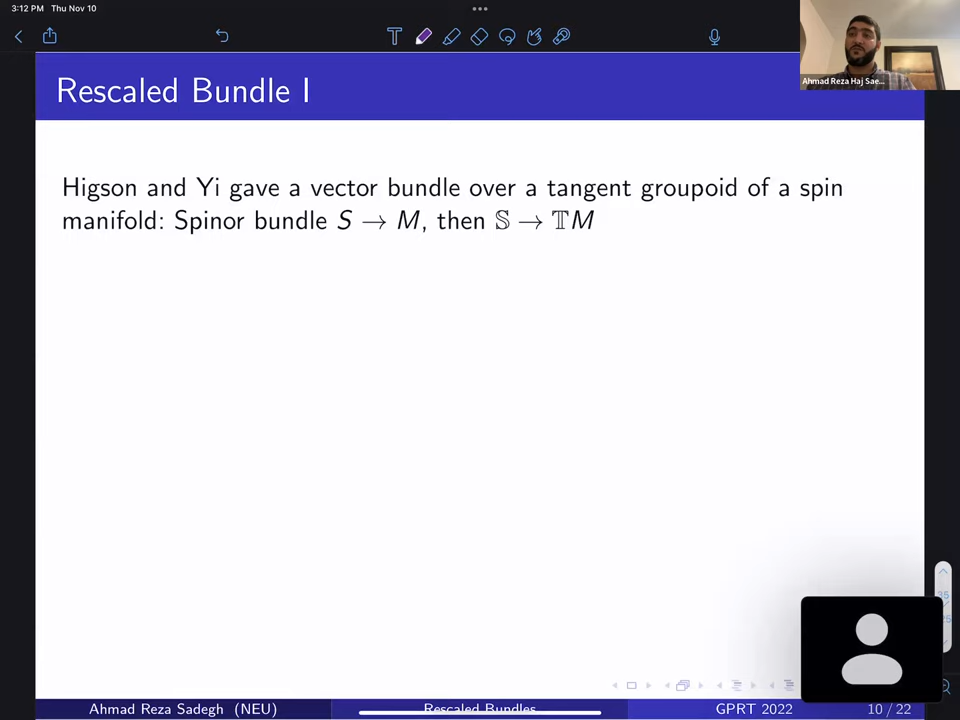 3:12 PM Thu Nov 10
Ahmad Reza Haj Sae...
Rescaled Bundle I
Higson and Yi gave a vector bundle over a tangent groupoid of a spin
manifold: Spinor bundle S → M, then 𝕊 → 𝕋M
Ahmad Reza Sadegh (NEU)
Rescaled Bundles
GPRT 2022
10 / 22